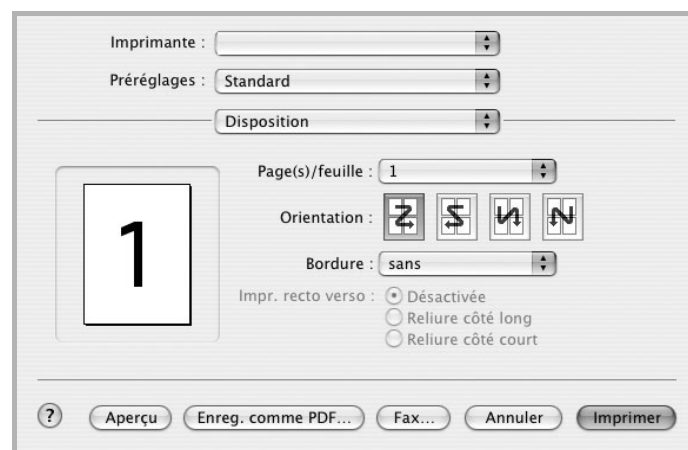 Imprimante :
Préréglages : Standard
Disposition
Page(s)/feuille : 1
1
Orientation :
Bordure : sans
Impr. recto verso : Désactivée
Reliure côté long
Reliure côté court
? Aperçu Enreg. comme PDF... Fax... Annuler Imprimer